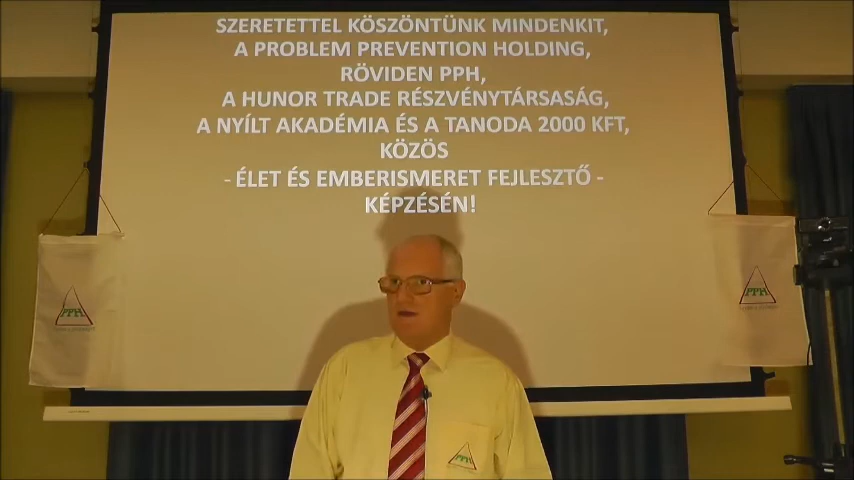 SZERETETTEL KÖSZÖNTÜNK MINDENKIT,
A PROBLEM PREVENTION HOLDING,
RÖVIDEN PPH,
A HUNOR TRADE RÉSZVÉNYTÁRSASÁG,
A NYÍLT AKADÉMIA ÉS A TANODA 2000 KFT,
KÖZÖS
- ÉLET ÉS EMBERISMERET FEJLESZTŐ -
KÉPZÉSÉN!
PPH
PPH
PPH